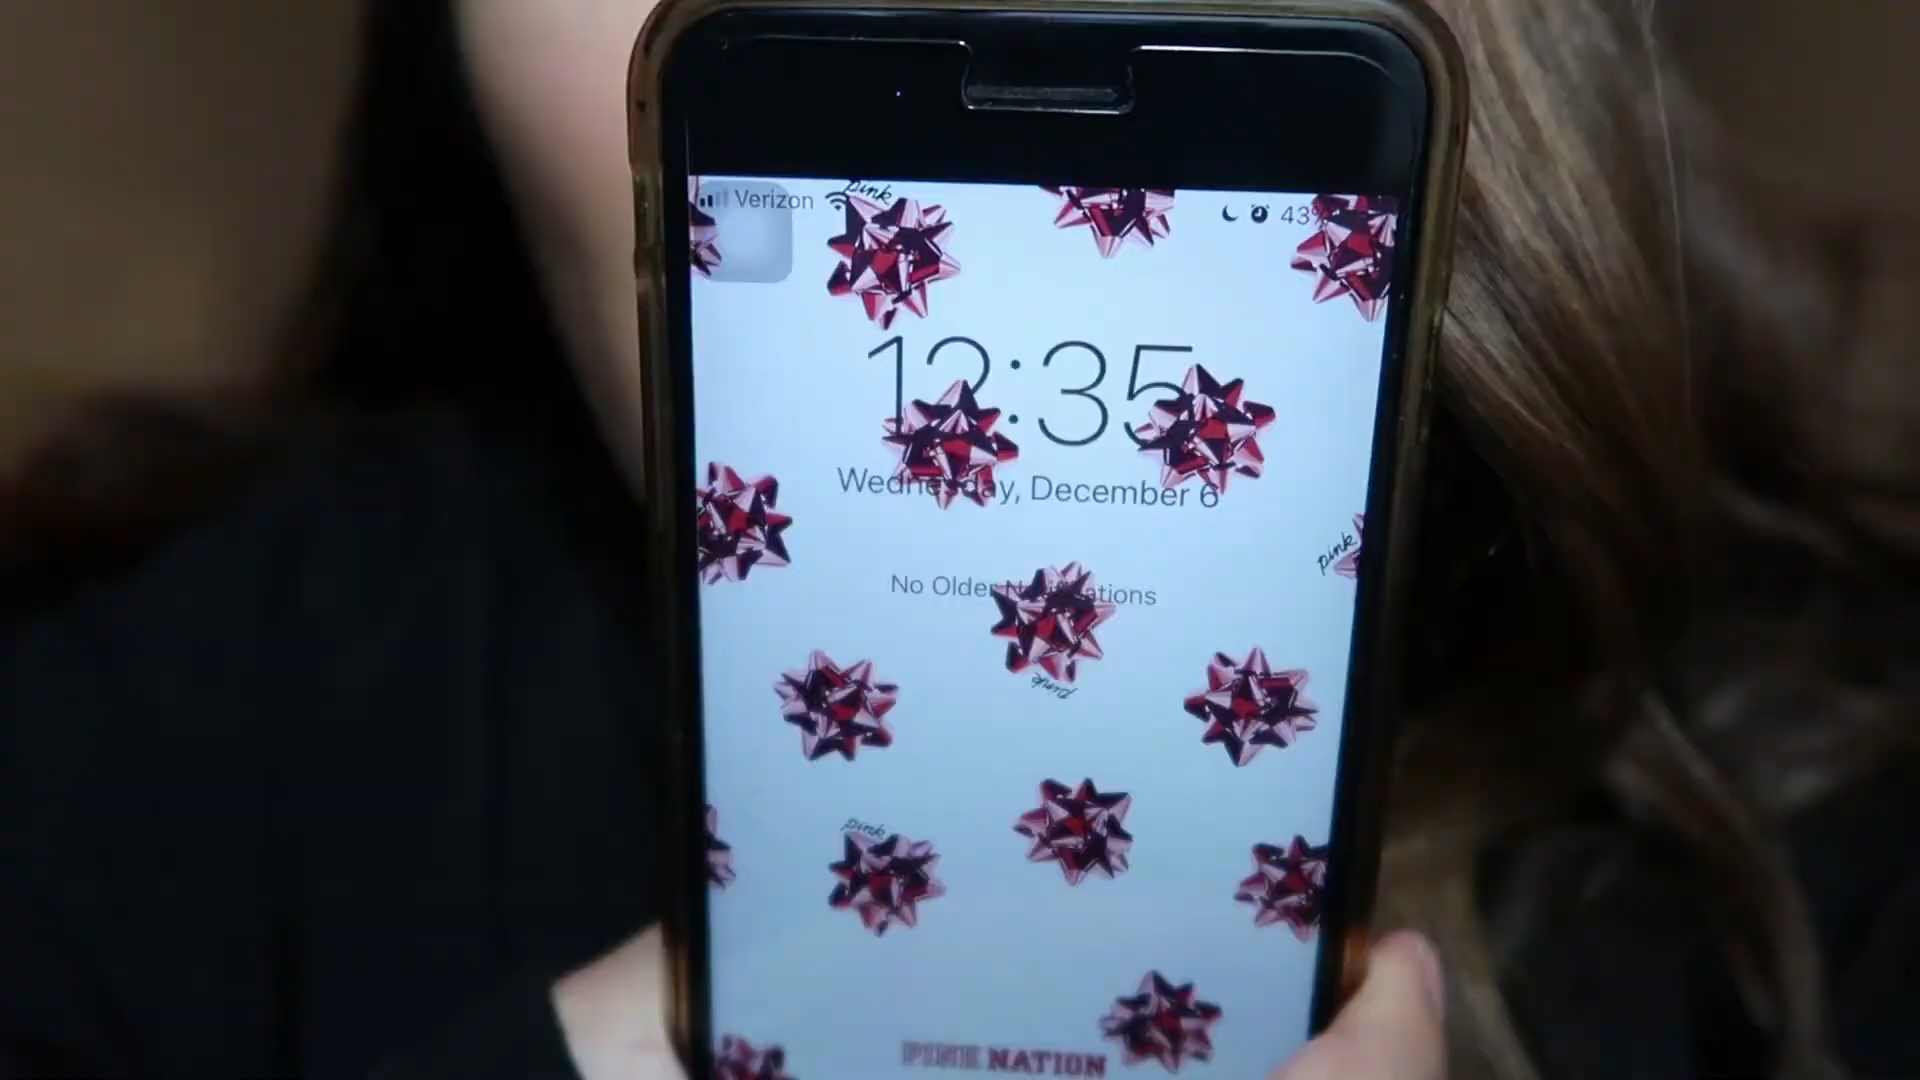 Verizon
43%
pink
12:35
Wednesday, December 6
pink
No Older Notifications
pink
pink
PINK NATION